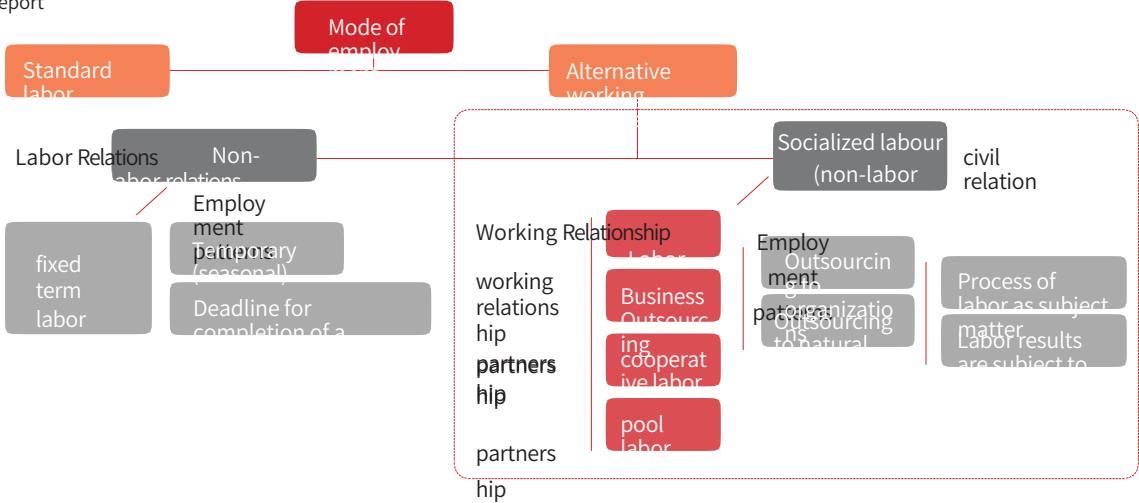 eport
Mode of
employ
Standard
labor
Alternative
working
Labor Relations
Non-
labor relations
Employ
ment
patterns
Temporary
(seasonal)
fixed
term
labor
Deadline for
completion of a
Socialized labour
(non-labor
civil
relation
Working Relationship
Labor
working
relations
hip
Business
Outsourc
ing
partners
hip
partners
hip
cooperat
ive labor
pool
labor
partners
hip
Employ
ment
patterns
Outsourcin
g to
organizatio
ns
Outsourcing
to natural
Process of
labor as subject
matter
Labor results
are subject to